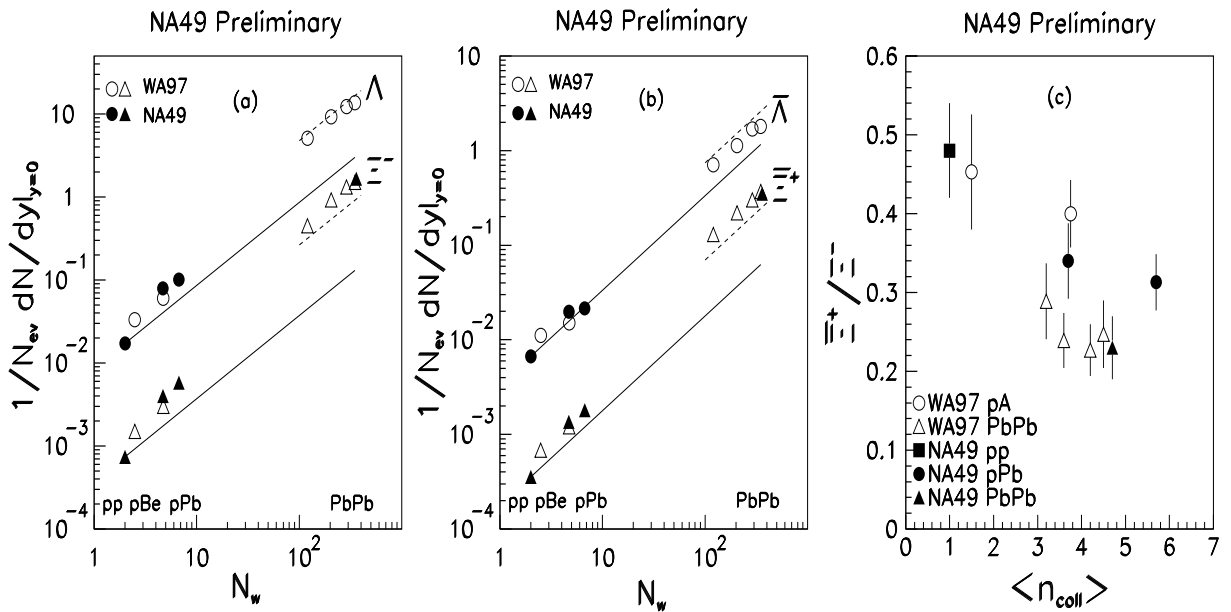 NA49 Preliminary
WA97
NA49
(a)
Λ
Ξ⁻
1/N_ev dN/dy|_y=0
10
1
10⁻¹
10⁻²
10⁻³
10⁻⁴
pp pBe pPb PbPb
1 10 10²
N_w
NA49 Preliminary
WA97
NA49
(b)
Λ̅
Ξ̅⁺
1/N_ev dN/dy|_y=0
10
1
10⁻¹
10⁻²
10⁻³
10⁻⁴
pp pBe pPb PbPb
1 10 10²
N_w
NA49 Preliminary
(c)
Ξ̅⁺/Ξ⁻
0.6
0.5
0.4
0.3
0.2
0.1
0
WA97 pA
WA97 PbPb
NA49 pp
NA49 pPb
NA49 PbPb
0 1 2 3 4 5 6 7
<n_coll>